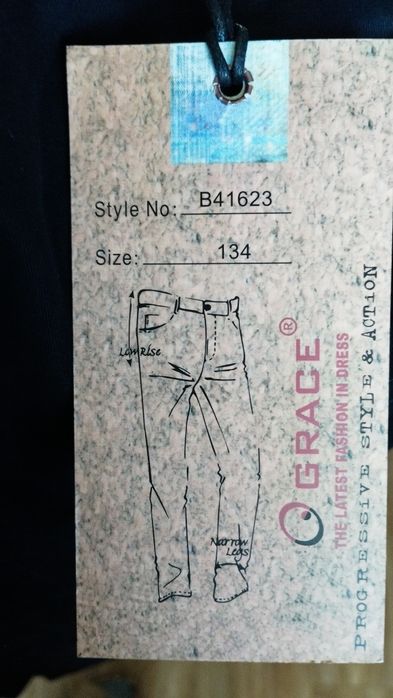 Style No: B41623
Size: 134
Low Rise
Narrow
Legs
GRACE®
THE LATEST FASHION IN DRESS
PROGRESSiVE STYLE & ACTiON